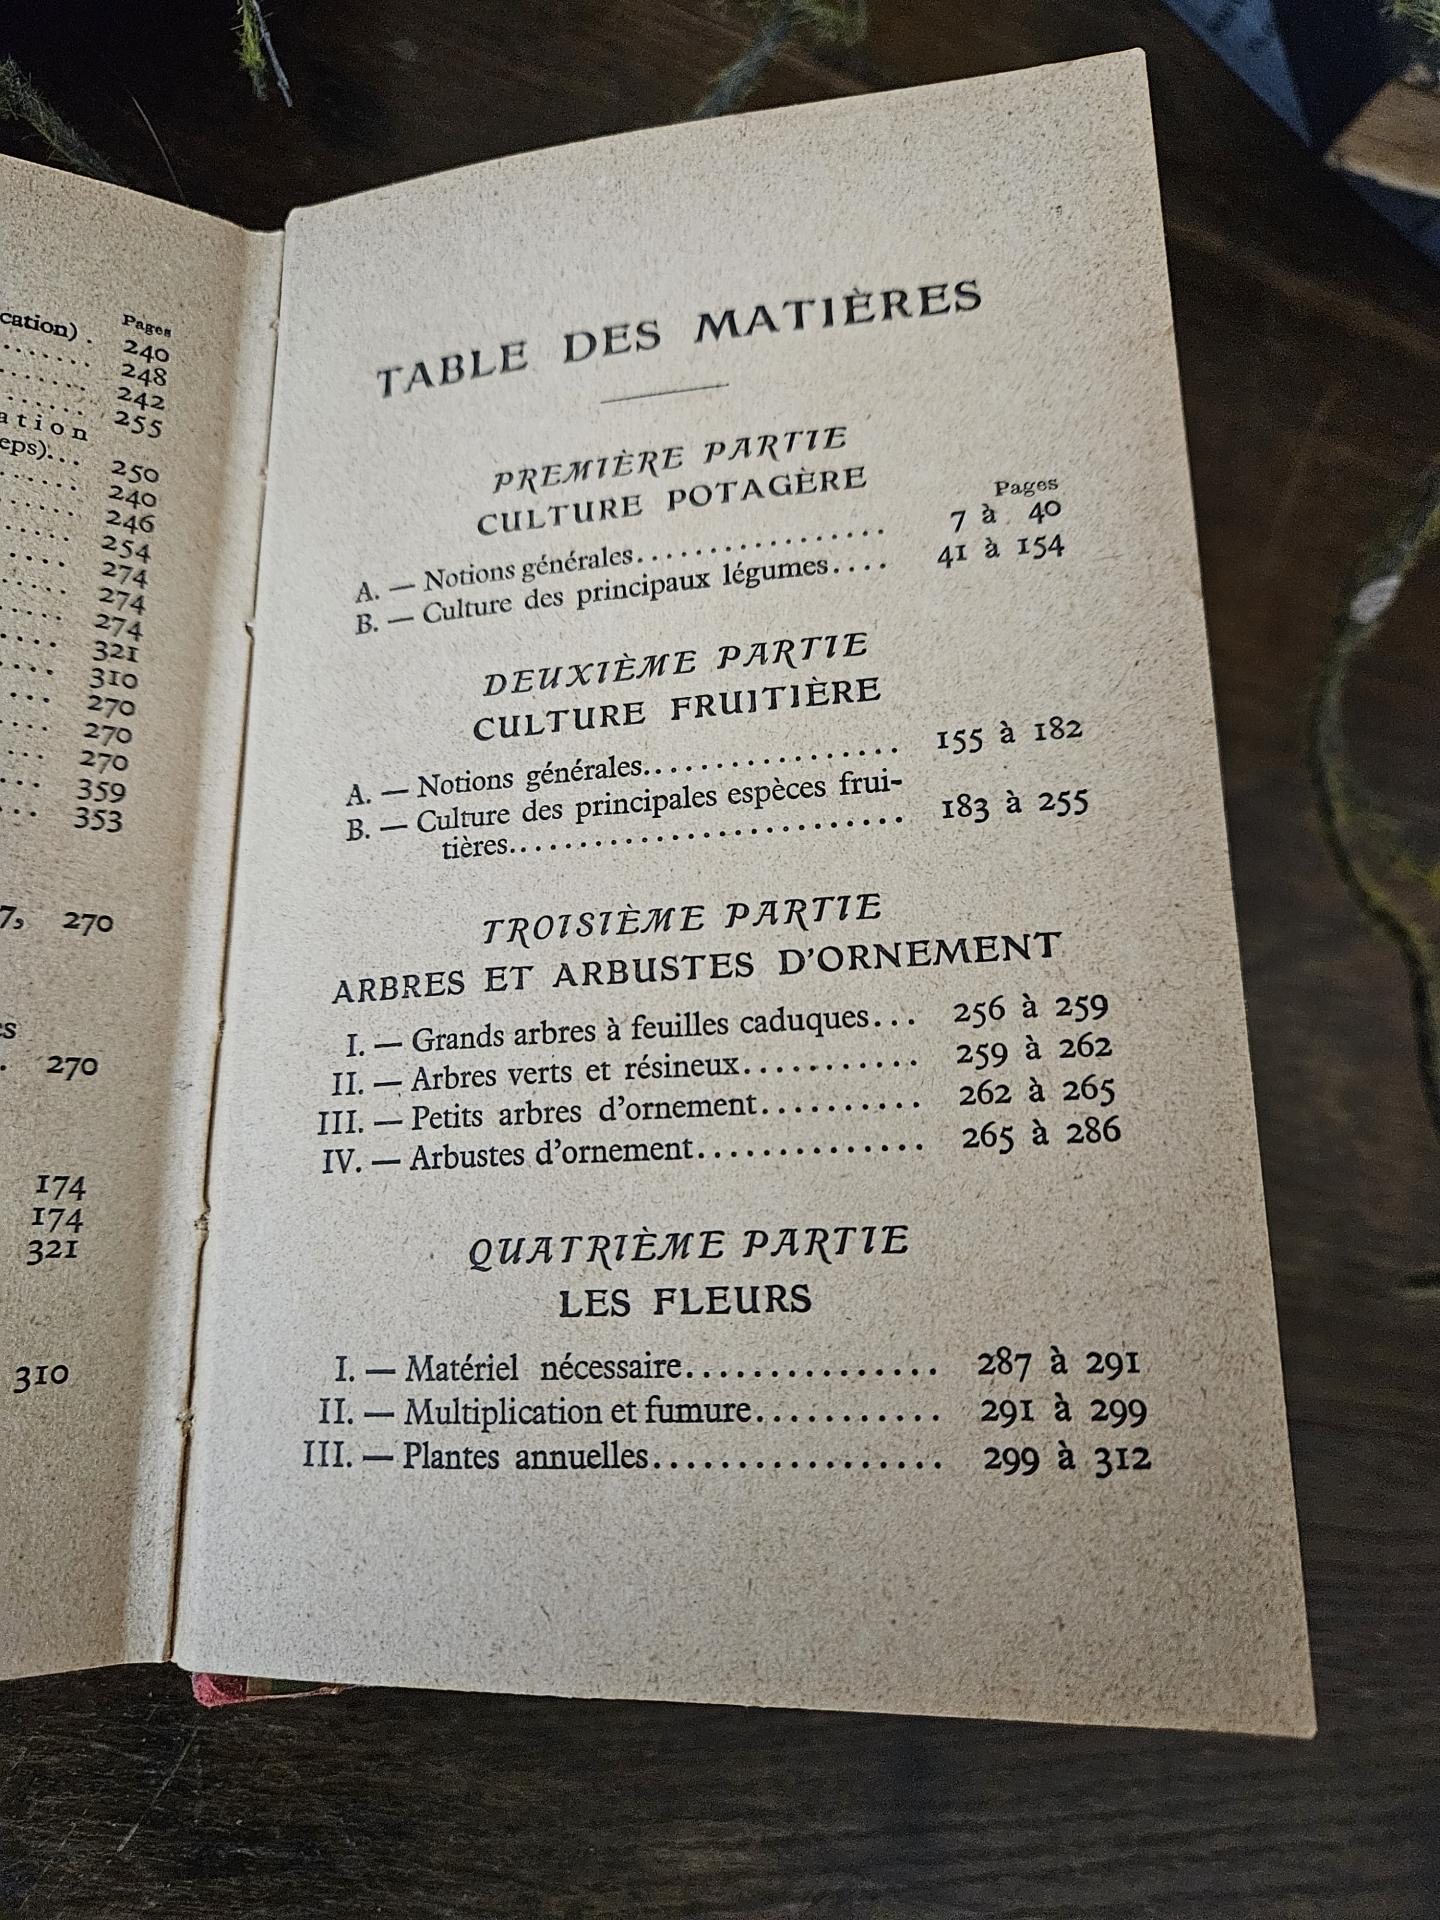 Pages
cation) . 240
248
242
255
ation
eps)... 250
240
246
254
274
274
274
321
310
270
270
270
359
353
7, 270
270
174
174
321
310
TABLE DES MATIÈRES
PREMIÈRE PARTIE
CULTURE POTAGÈRE
Pages
A. — Notions générales.................. 7 à 40
B. — Culture des principaux légumes.... 41 à 154
DEUXIÈME PARTIE
CULTURE FRUITIÈRE
A. — Notions générales.................. 155 à 182
B. — Culture des principales espèces frui-
tières............................ 183 à 255
TROISIÈME PARTIE
ARBRES ET ARBUSTES D'ORNEMENT
I. — Grands arbres à feuilles caduques... 256 à 259
II. — Arbres verts et résineux........... 259 à 262
III. — Petits arbres d'ornement.......... 262 à 265
IV. — Arbustes d'ornement.............. 265 à 286
QUATRIÈME PARTIE
LES FLEURS
I. — Matériel nécessaire............... 287 à 291
II. — Multiplication et fumure........... 291 à 299
III. — Plantes annuelles................. 299 à 312